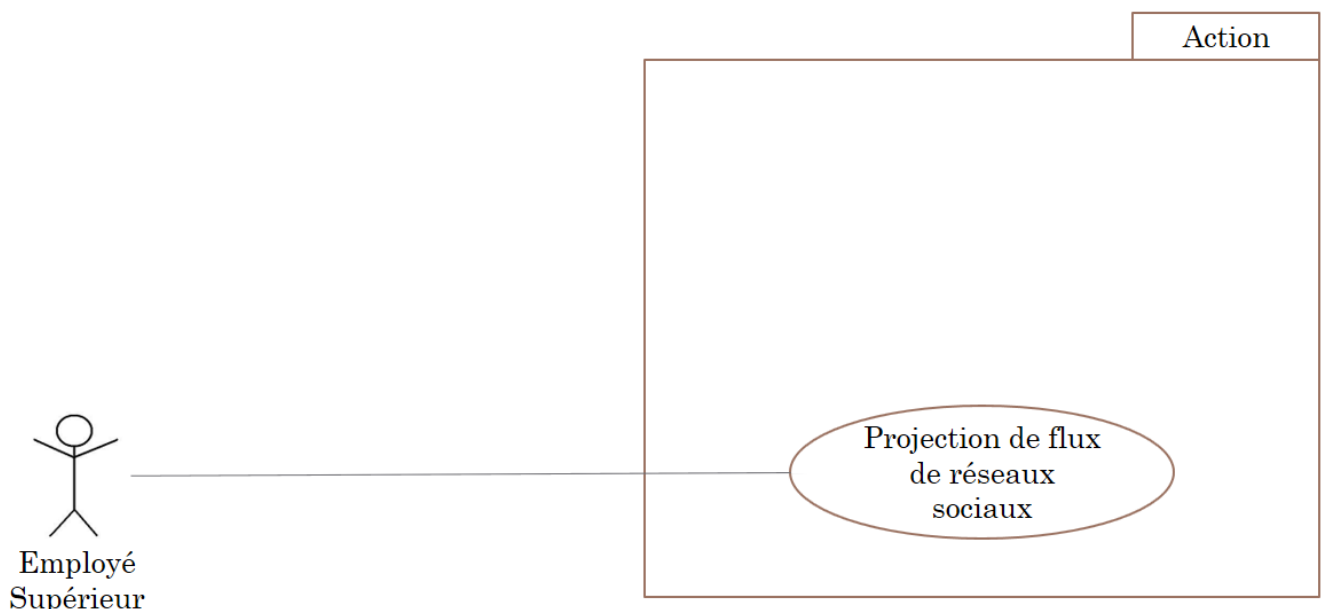 Action
Projection de flux
de réseaux
sociaux
Employé
Supérieur